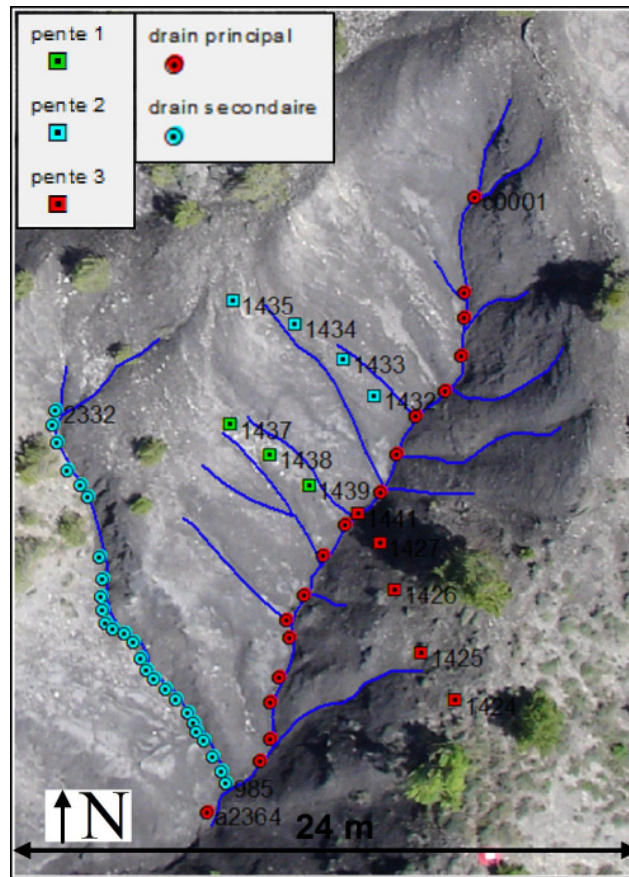 pente 1
drain principal
pente 2
drain secondaire
pente 3
c0001
1435
1434
1433
1432
2332
1437
1438
1439
1441
1427
1426
1425
1424
985
a2364
N
24 m